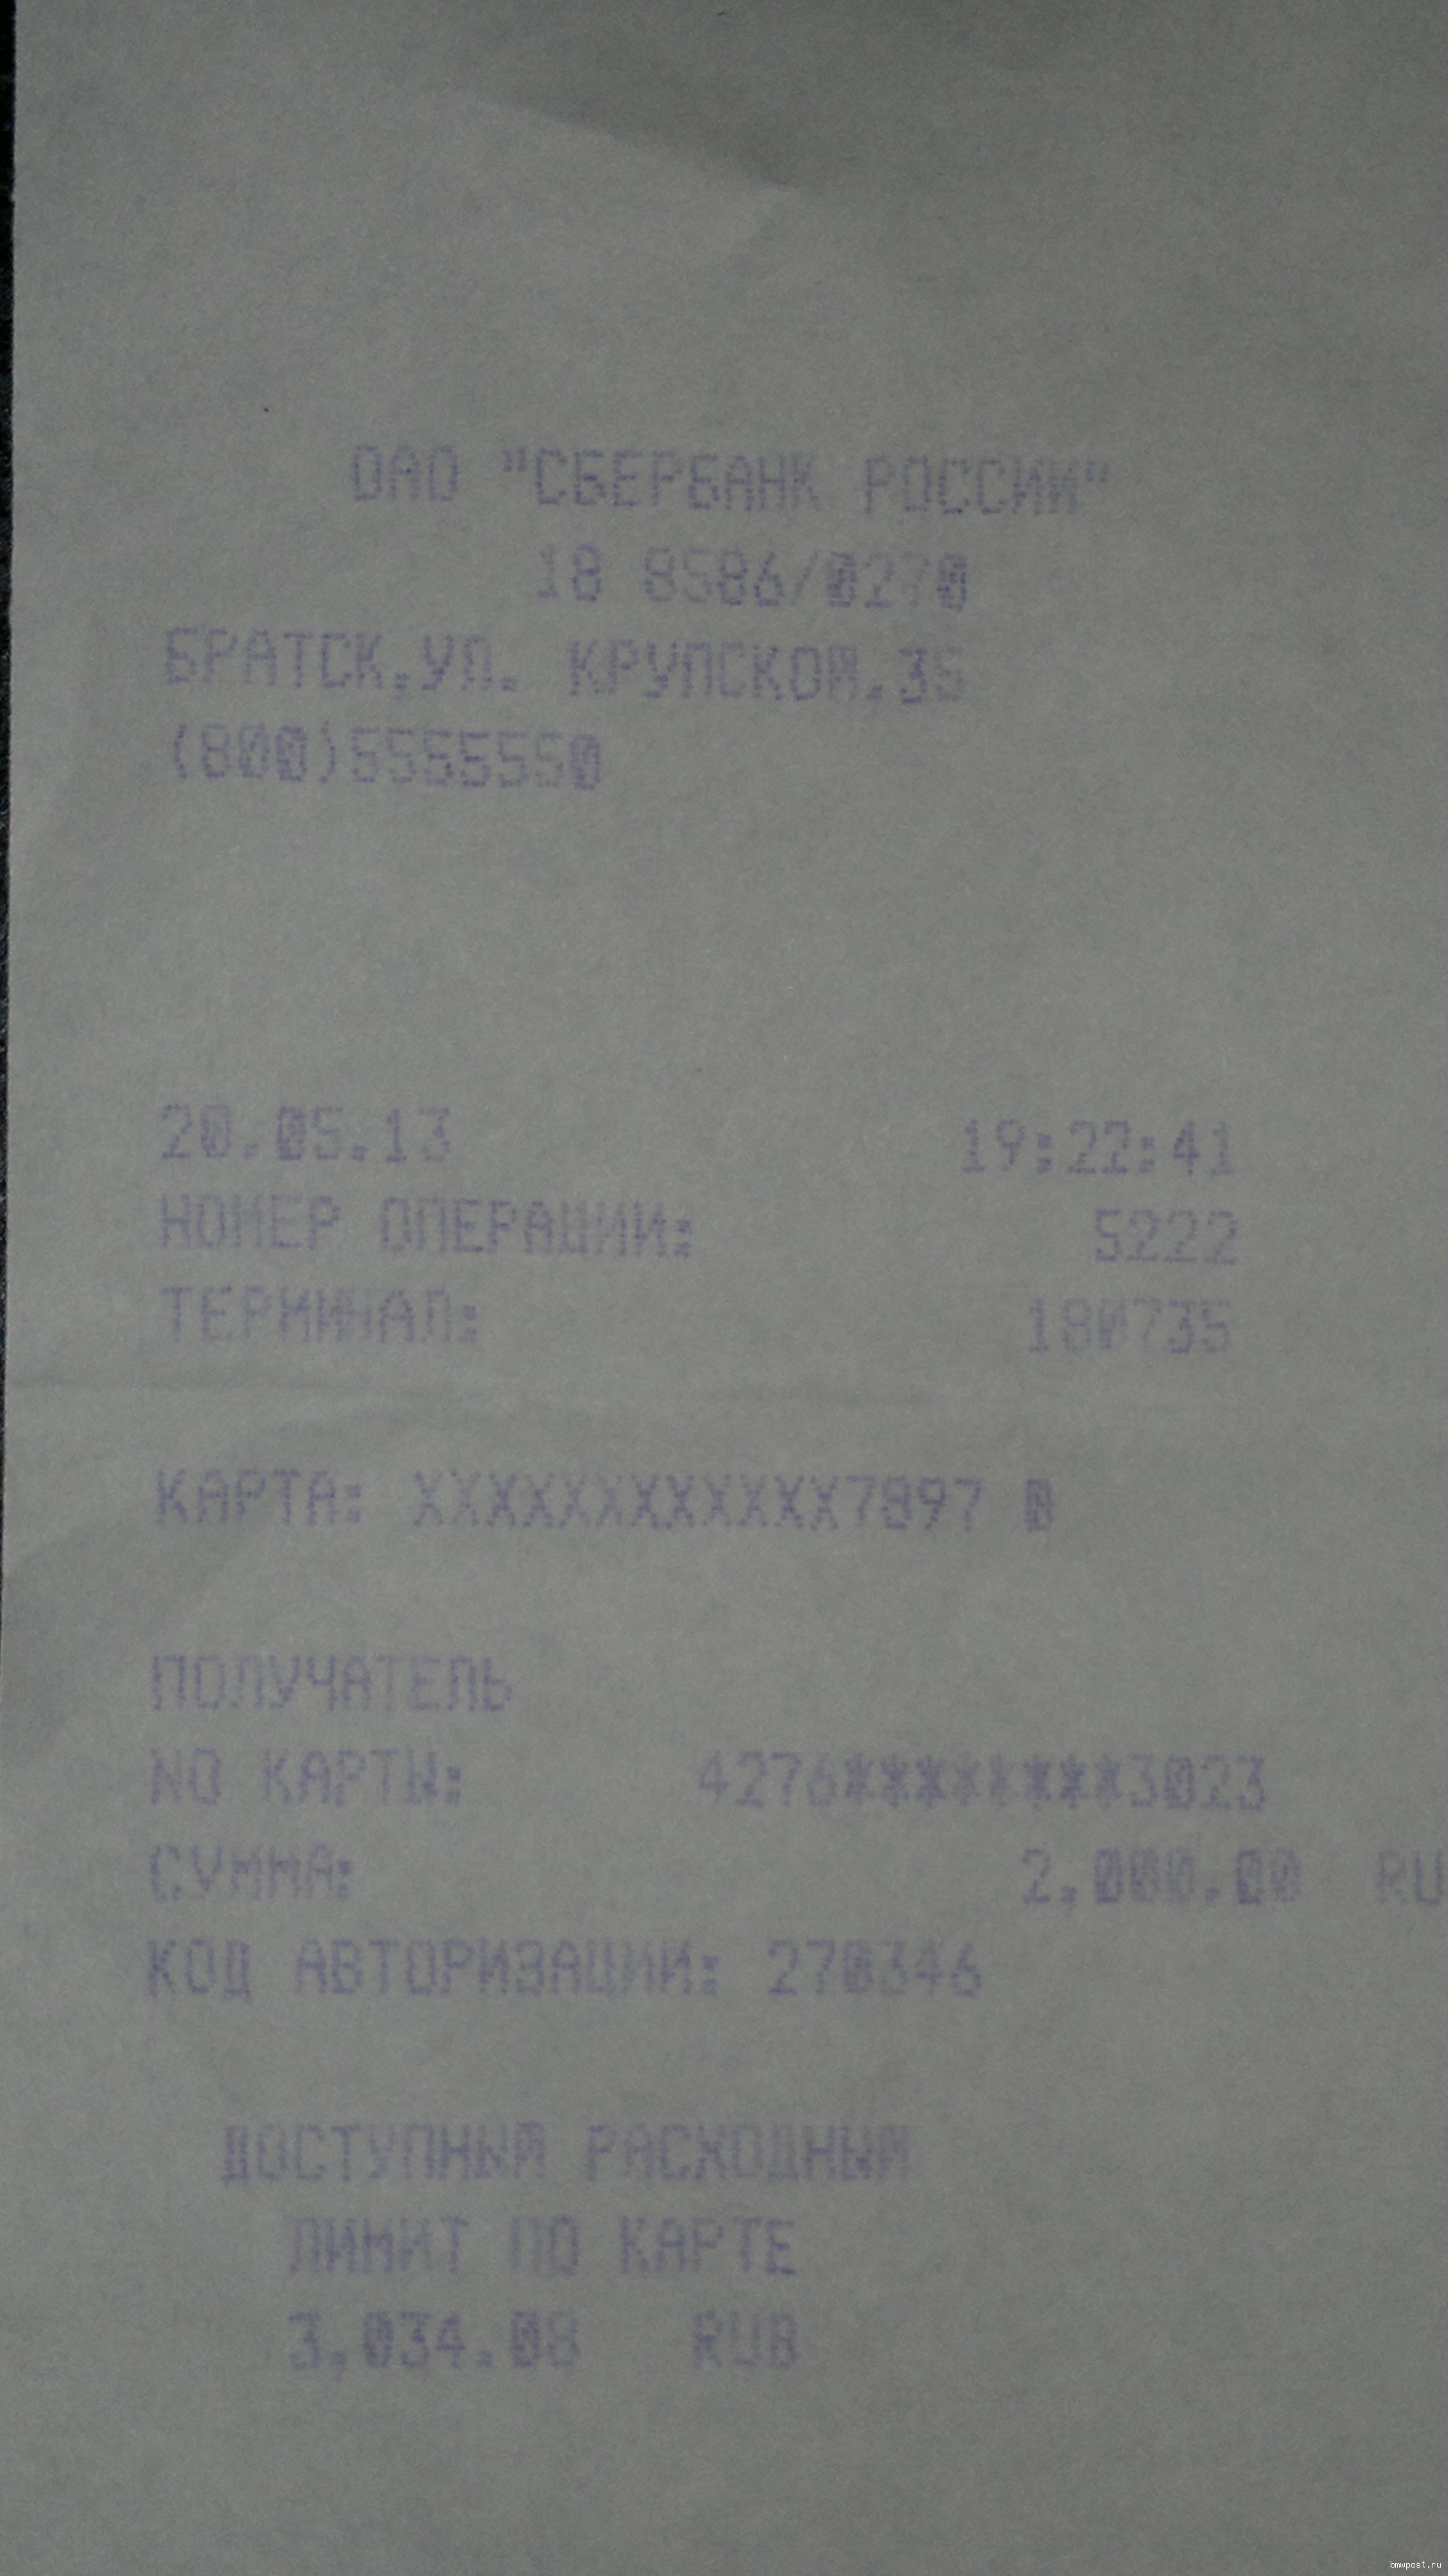 ОАО "СБЕРБАНК РОССИИ"
18 8586/0270
БРАТСК,УЛ. КРУПСКОЙ,35
(800)5555550
20.05.13 19:22:41
НОМЕР ОПЕРАЦИИ: 5222
ТЕРМИНАЛ: 180735
КАРТА: XXXXXXXXXXXX7897 0
ПОЛУЧАТЕЛЬ
NO КАРТЫ: 4276********3023
СУММА: 2,000.00 RU
КОД АВТОРИЗАЦИИ: 270346
ДОСТУПНЫЙ РАСХОДНЫЙ
ЛИМИТ ПО КАРТЕ
3,034.08 RUB
bmwpost.ru